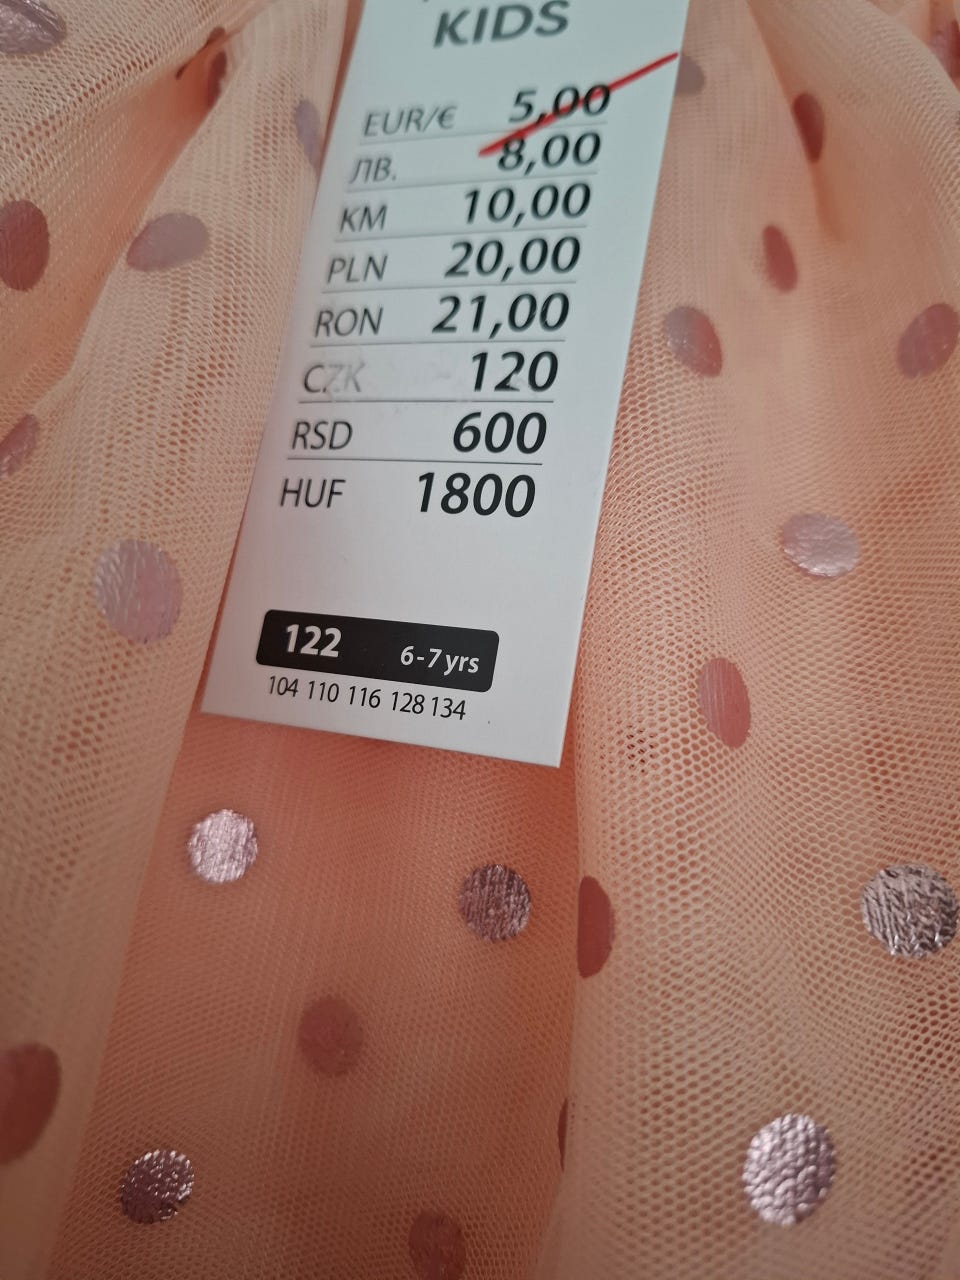 KIDS
EUR/€ 5,00
ЛВ. 8,00
KM 10,00
PLN 20,00
RON 21,00
CZK 120
RSD 600
HUF 1800
122 6-7 yrs
104 110 116 128 134